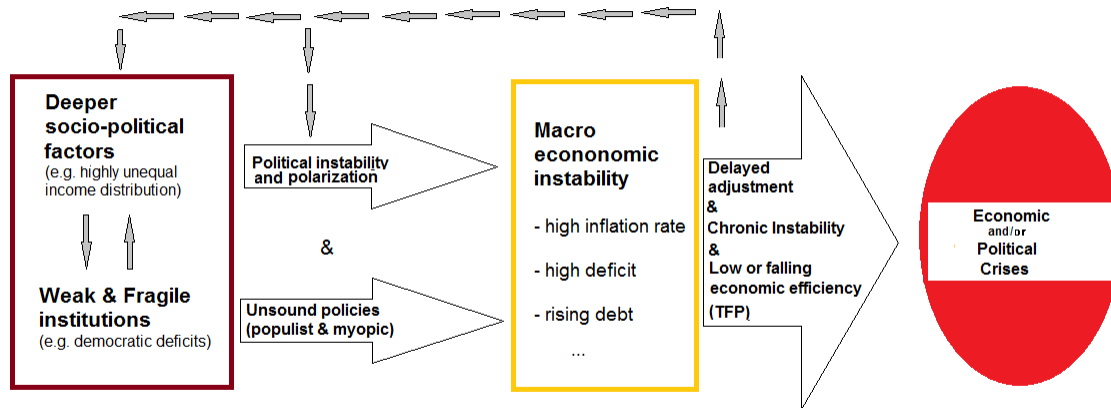 Deeper
socio-political
factors
(e.g. highly unequal
income distribution)
Weak & Fragile
institutions
(e.g. democratic deficits)
Political instability
and polarization
&
Unsound policies
(populist & myopic)
Macro
econonomic
instability
- high inflation rate
- high deficit
- rising debt
...
Delayed
adjustment
&
Chronic Instability
&
Low or falling
economic efficiency
(TFP)
Economic
and/or
Political
Crises